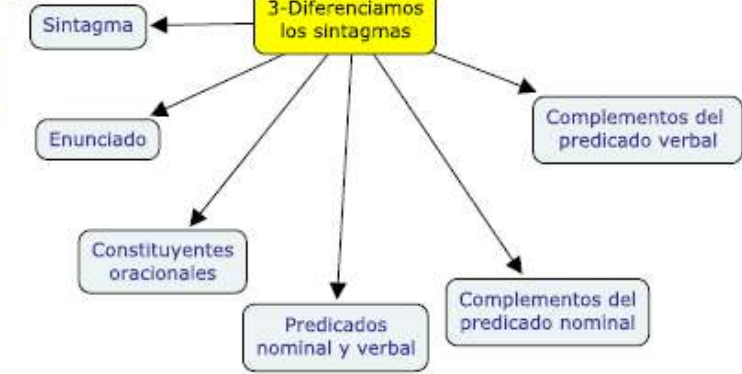 3-Diferenciamos
los sintagmas
Sintagma
Enunciado
Constituyentes
oracionales
Predicados
nominal y verbal
Complementos del
predicado nominal
Complementos del
predicado verbal